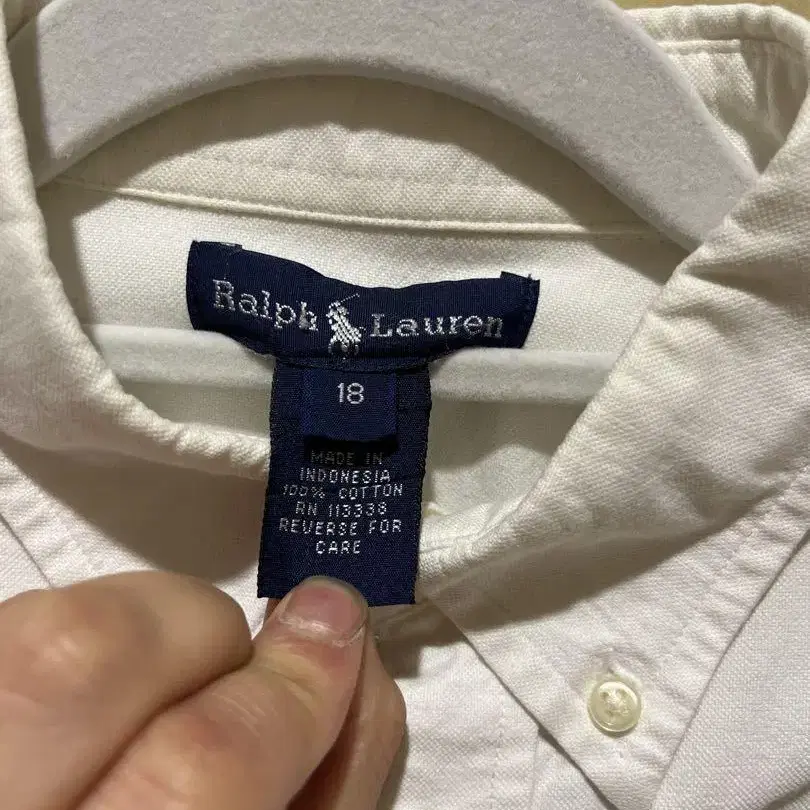 Ralph Lauren
18
MADE IN
INDONESIA
100% COTTON
RN 113338
REVERSE FOR
CARE